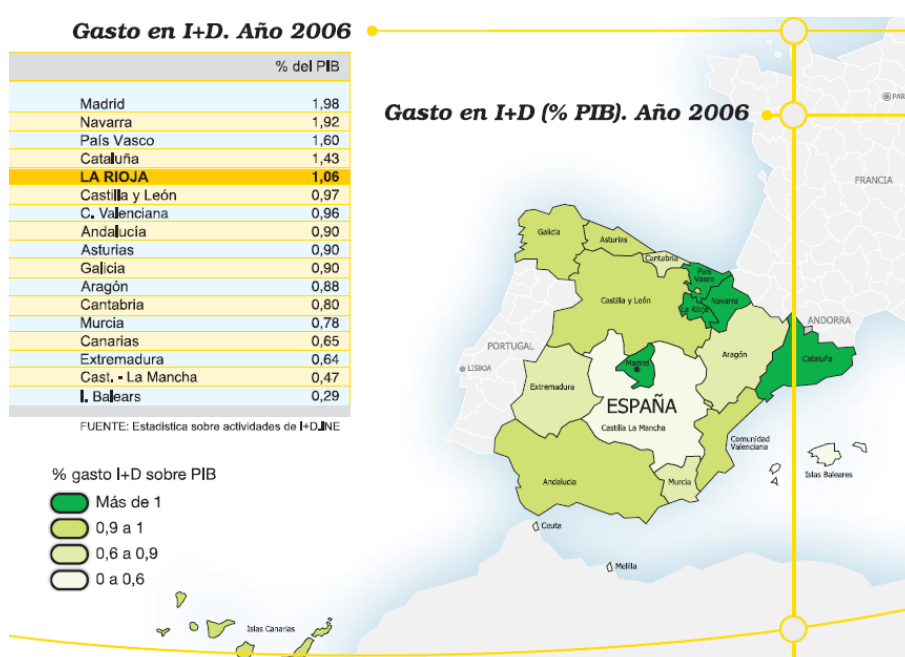 Gasto en I+D. Año 2006
% del PIB
Madrid 1,98
Navarra 1,92
País Vasco 1,60
Cataluña 1,43
LA RIOJA 1,06
Castilla y León 0,97
C. Valenciana 0,96
Andalucía 0,90
Asturias 0,90
Galicia 0,90
Aragón 0,88
Cantabria 0,80
Murcia 0,78
Canarias 0,65
Extremadura 0,64
Cast. - La Mancha 0,47
I. Balears 0,29
FUENTE: Estadística sobre actividades de I+D.INE
Gasto en I+D (% PIB). Año 2006
% gasto I+D sobre PIB
Más de 1
0,9 a 1
0,6 a 0,9
0 a 0,6
FRANCIA
Galicia
Asturias
Cantabria
País
Vasco
Navarra
La Rioja
Castilla y León
ANDORRA
Cataluña
Aragón
PORTUGAL
LISBOA
Madrid
Extremadura
ESPAÑA
Castilla La Mancha
Comunidad
Valenciana
Islas Baleares
Andalucia
Murcia
Ceuta
Melilla
Islas Canarias